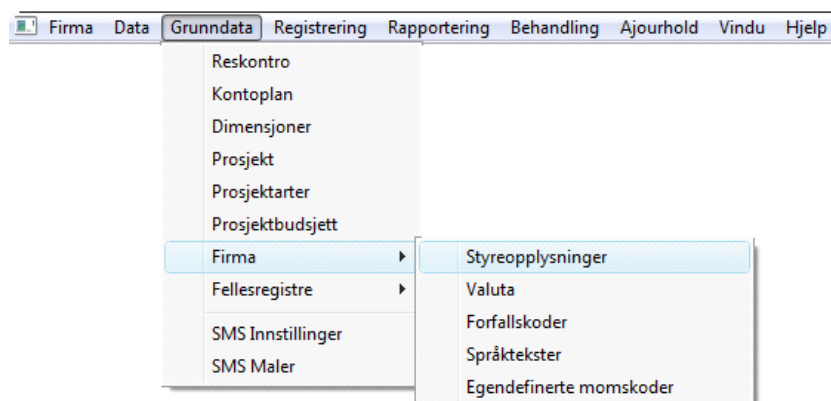 Firma Data Grunndata Registrering Rapportering Behandling Ajourhold Vindu Hjelp
Reskontro
Kontoplan
Dimensjoner
Prosjekt
Prosjektarter
Prosjektbudsjett
Firma
Fellesregistre
SMS Innstillinger
SMS Maler
Styreopplysninger
Valuta
Forfallskoder
Språktekster
Egendefinerte momskoder